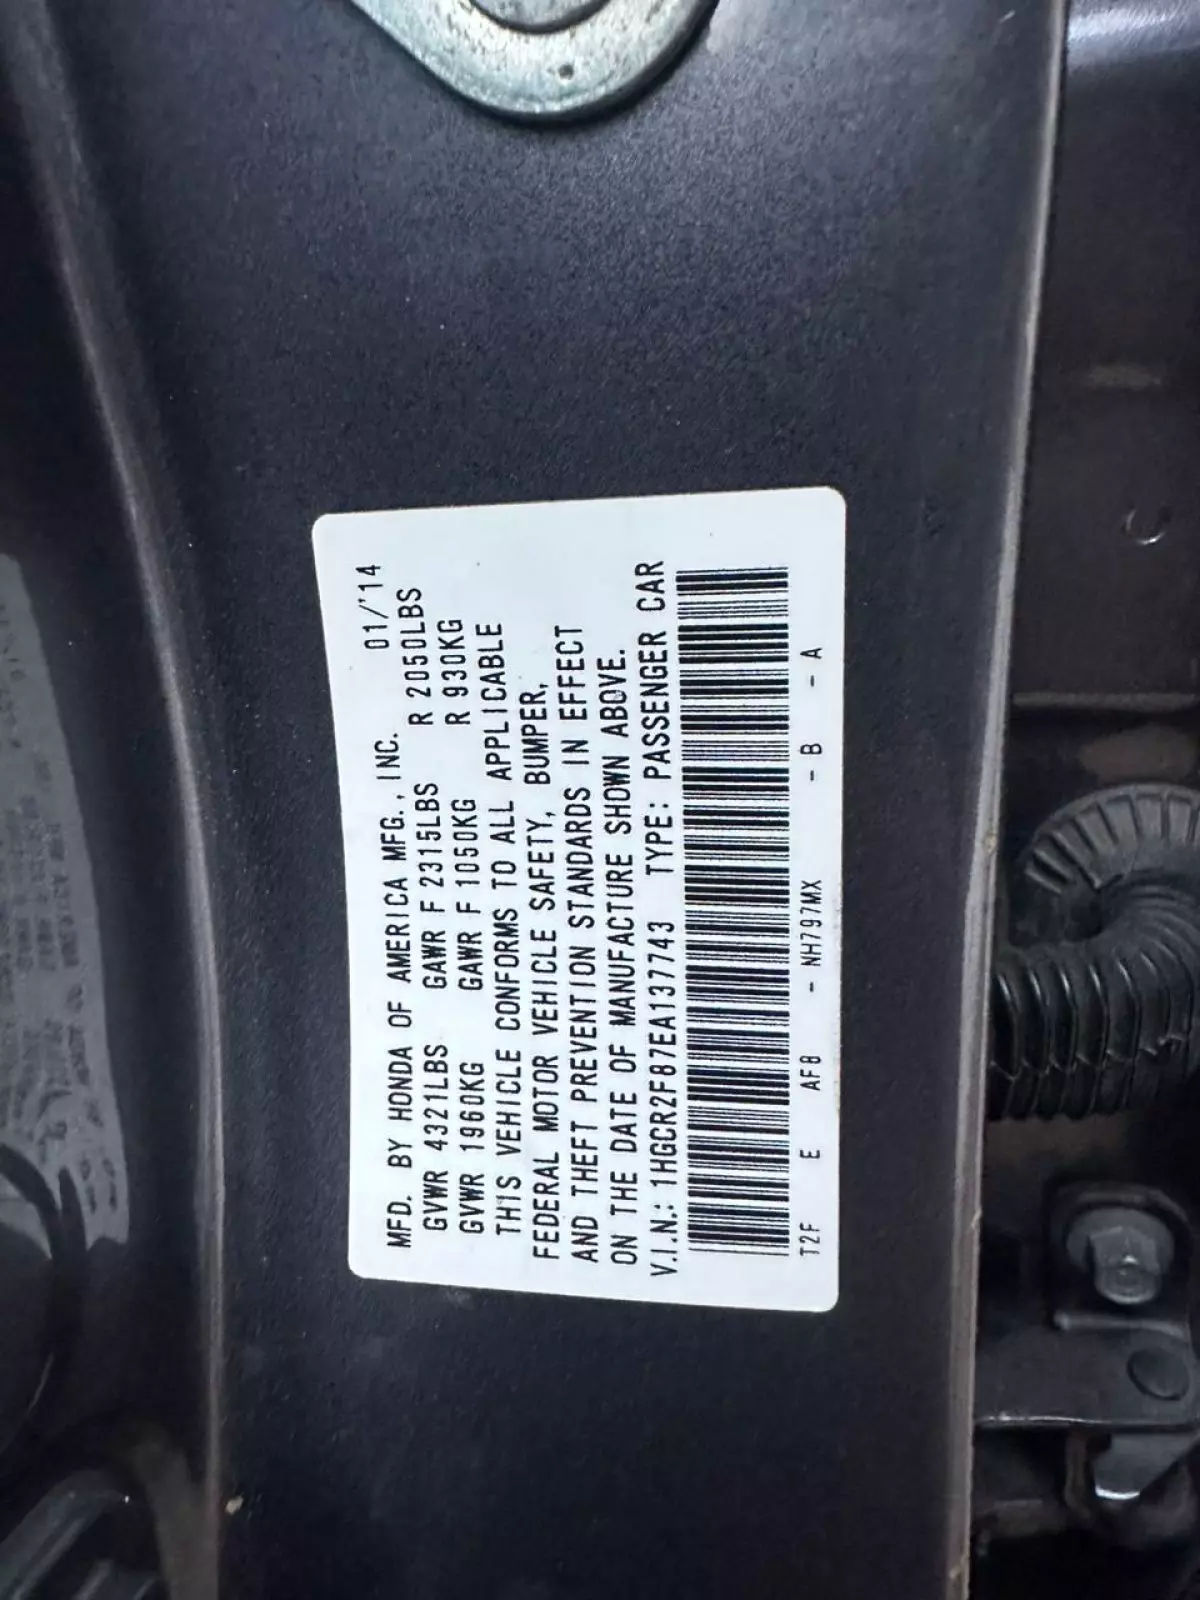 MFD. BY HONDA OF AMERICA MFG., INC. 01/'14
GVWR 4321LBS GAWR F 2315LBS R 2050LBS
GVWR 1960KG GAWR F 1050KG R 930KG
THIS VEHICLE CONFORMS TO ALL APPLICABLE
FEDERAL MOTOR VEHICLE SAFETY, BUMPER,
AND THEFT PREVENTION STANDARDS IN EFFECT
ON THE DATE OF MANUFACTURE SHOWN ABOVE.
V.I.N.: 1HGCR2F87EA137743 TYPE: PASSENGER CAR
T2F E AF8 - NH797MX - B - A